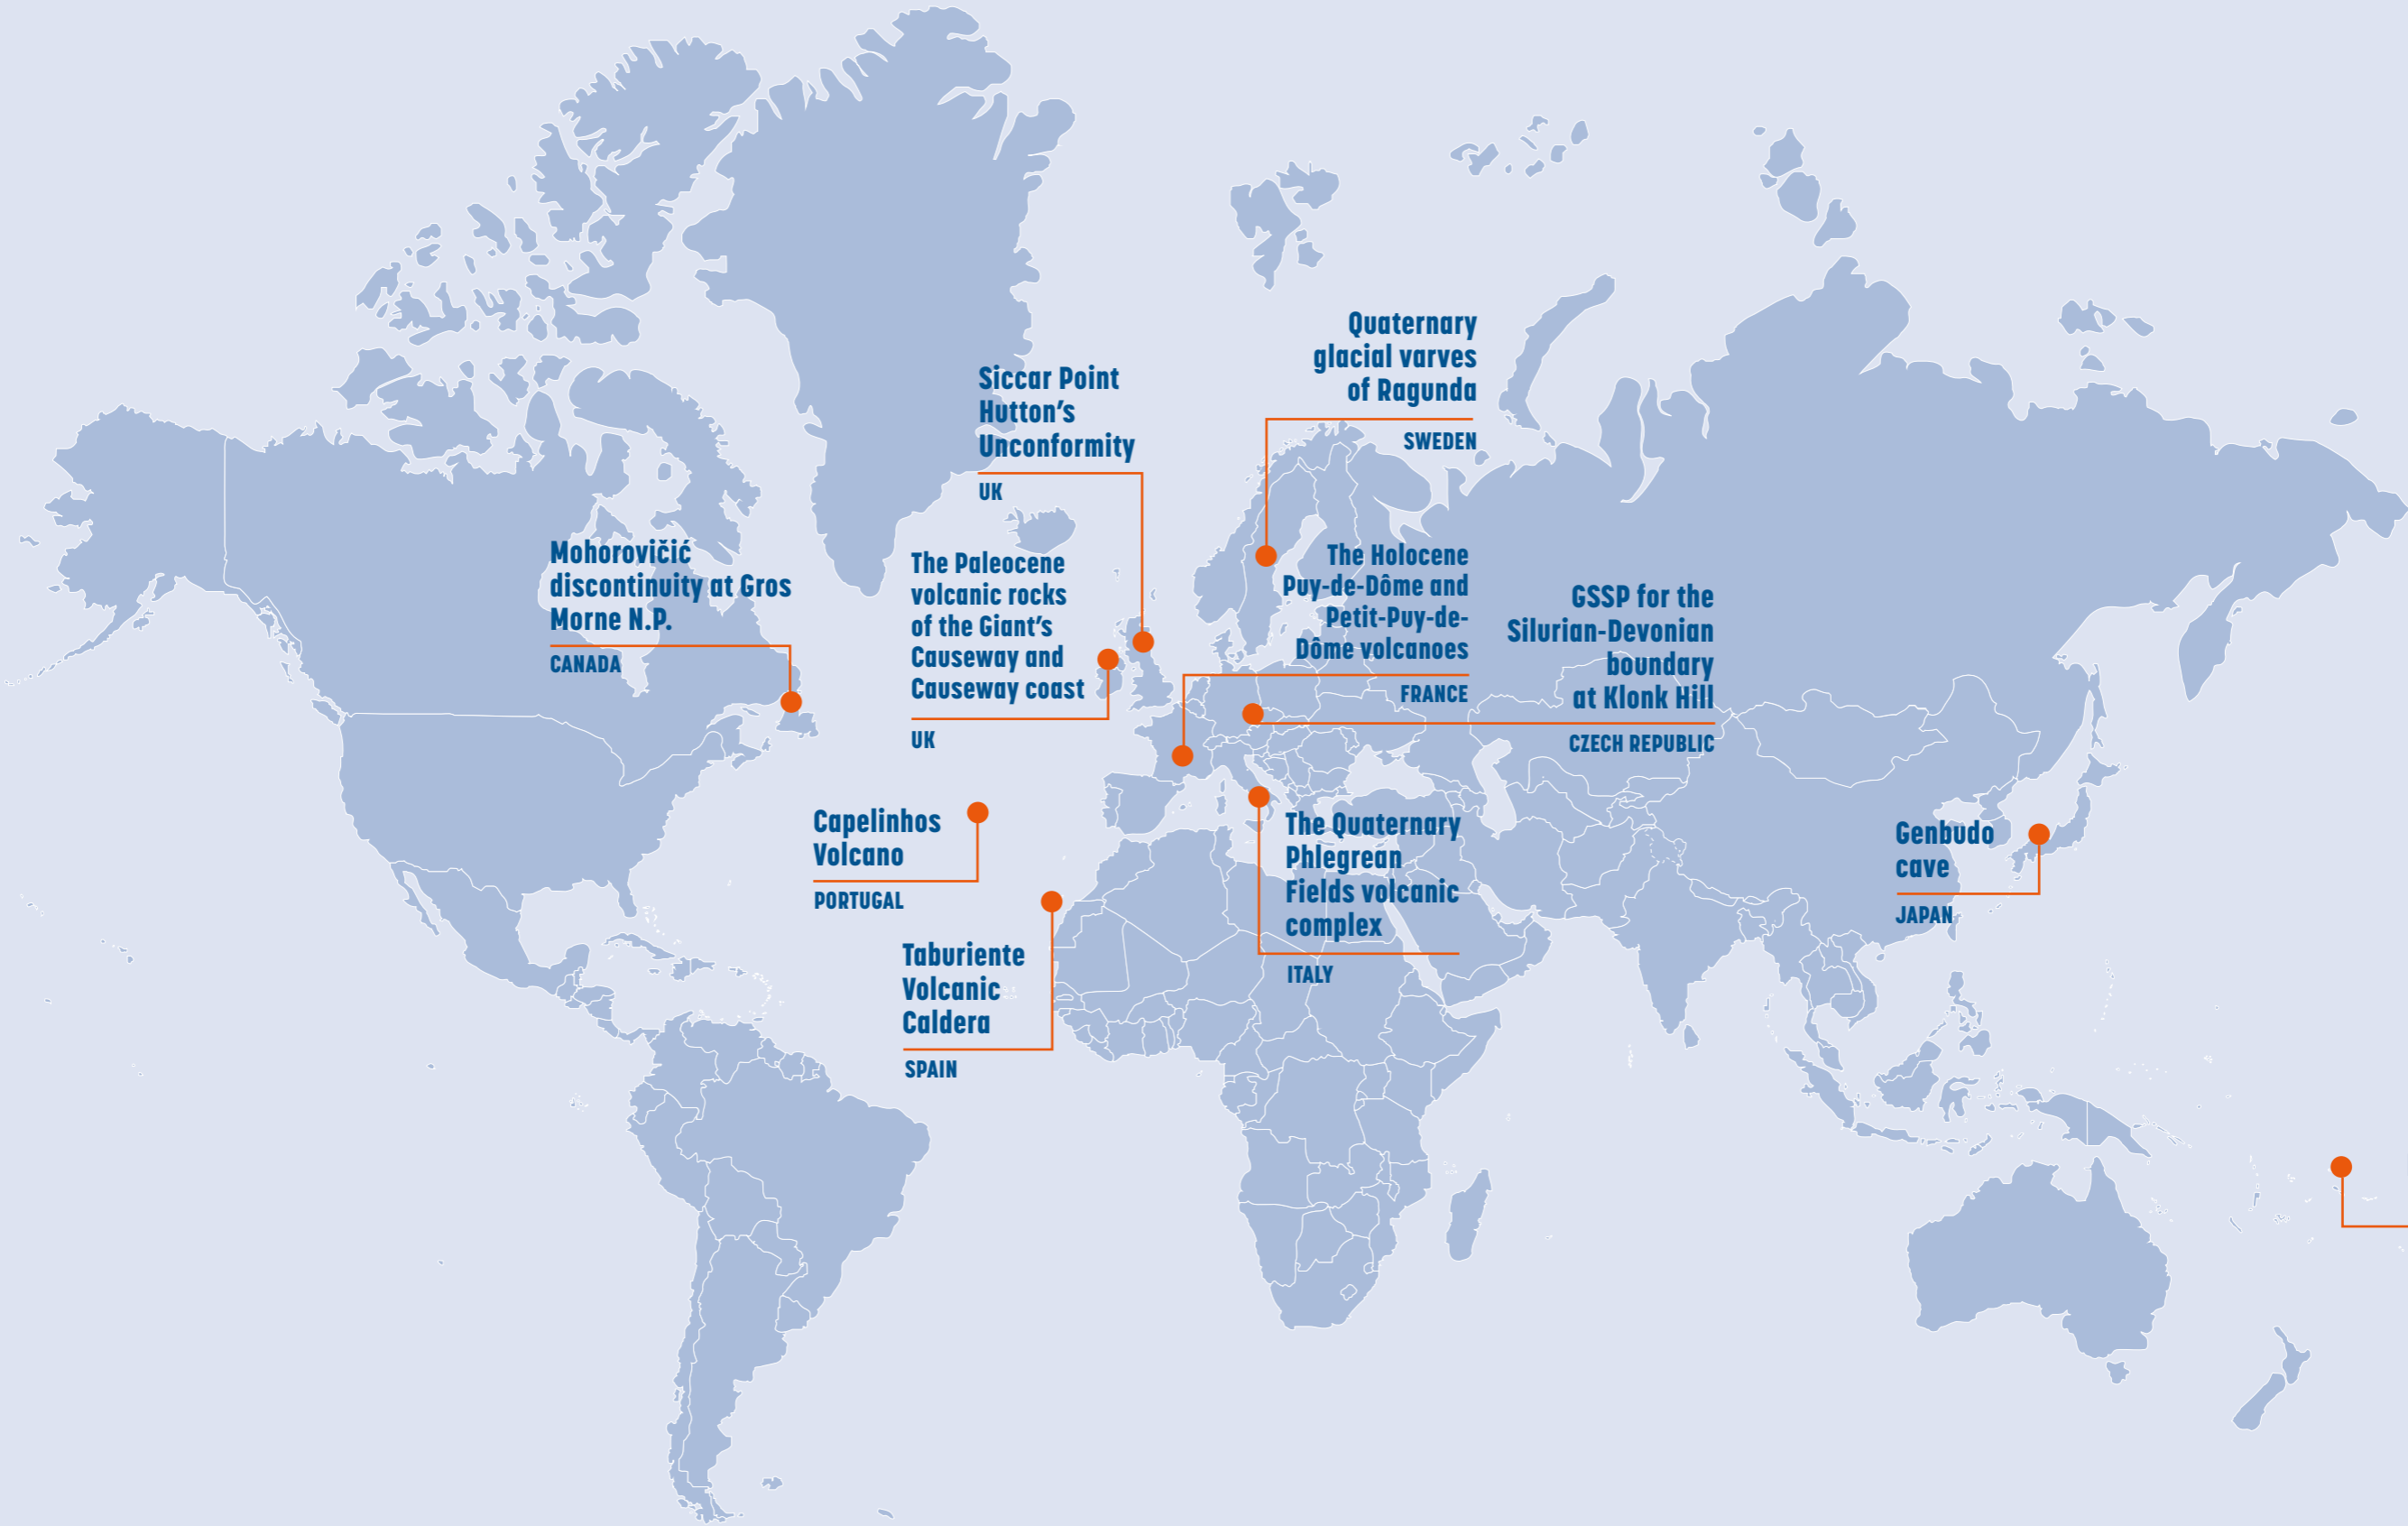 Quaternary
glacial varves
of Ragunda
SWEDEN
Siccar Point
Hutton's
Unconformity
UK
Mohorovičić
discontinuity at Gros
Morne N.P.
CANADA
The Paleocene
volcanic rocks
of the Giant's
Causeway and
Causeway coast
UK
The Holocene
Puy-de-Dôme and
Petit-Puy-de-
Dôme volcanoes
FRANCE
GSSP for the
Silurian-Devonian
boundary
at Klonk Hill
CZECH REPUBLIC
Capelinhos
Volcano
PORTUGAL
The Quaternary
Phlegrean
Fields volcanic
complex
ITALY
Genbudo
cave
JAPAN
Taburiente
Volcanic
Caldera
SPAIN